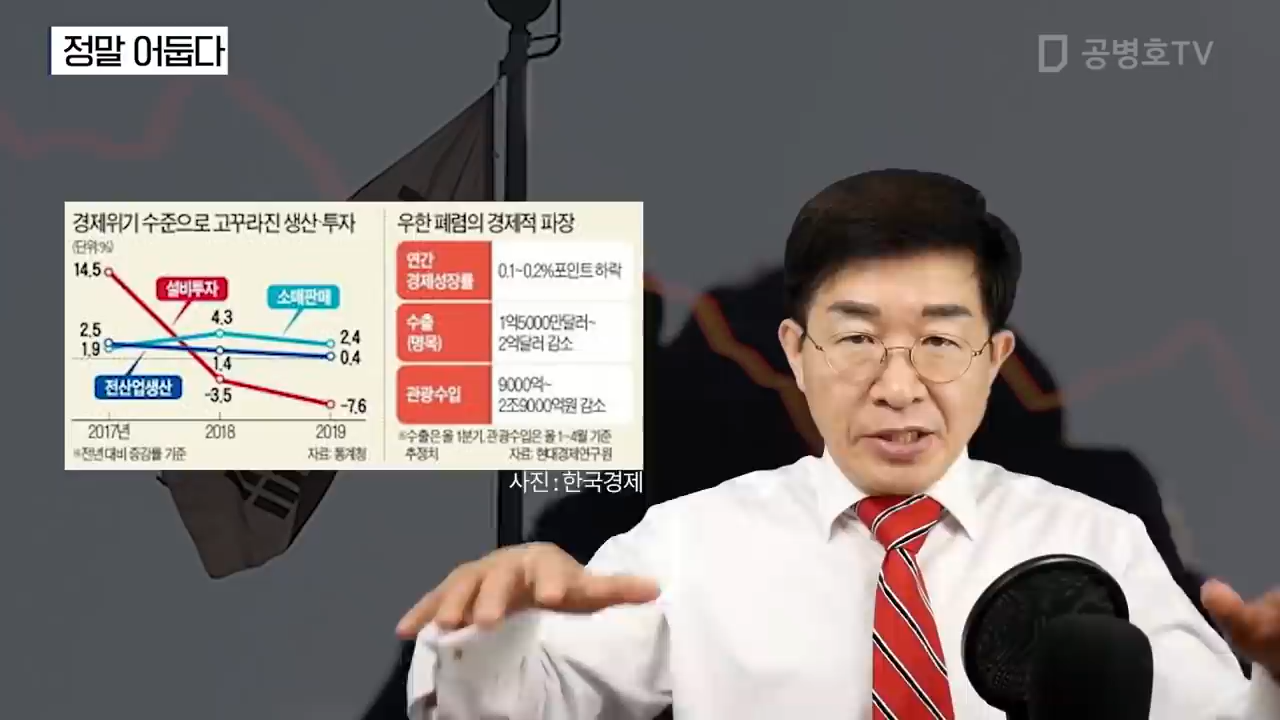 정말 어둡다
공병호TV
경제위기 수준으로 고꾸라진 생산·투자
(단위:%)
14.5
설비투자
소매판매
4.3
2.5
1.9
2.4
0.4
1.4
전산업생산
-3.5
-7.6
2017년 2018 2019
※전년 대비 증감률 기준 자료:통계청
우한 폐렴의 경제적 파장
연간
경제성장률
0.1~0.2%포인트 하락
수출
(명목)
1억5000만달러~
2억달러 감소
관광수입
9000억~
2조9000억원 감소
※수출은 올 1분기, 관광수입은 올 1~4월 기준
추정치 자료:현대경제연구원
사진 : 한국경제